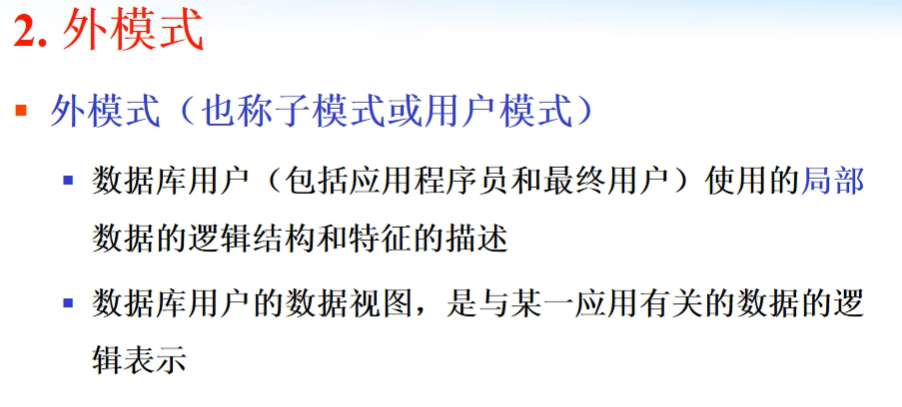 2. 外模式
外模式（也称子模式或用户模式）
数据库用户（包括应用程序员和最终用户）使用的局部
数据的逻辑结构和特征的描述
数据库用户的数据视图，是与某一应用有关的数据的逻
辑表示